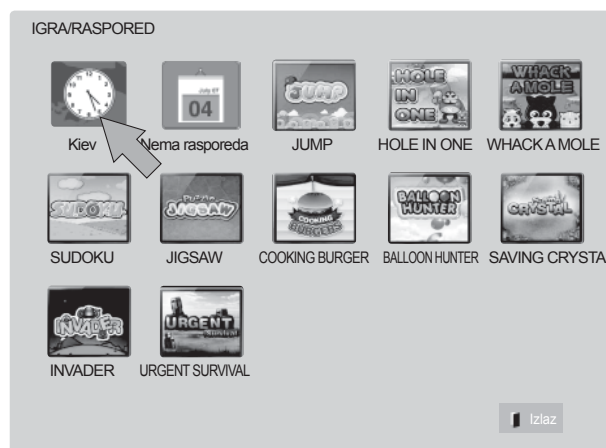 IGRA/RASPORED
July 07
04
JUMP
HOLE
IN
ONE
WHACK
A MOLE
Kiev
Nema rasporeda
JUMP
HOLE IN ONE
WHACK A MOLE
SUDOKU
PUZZLE
JIGSAW
COOKING
BURGERS
BALLOON
HUNTER
CRYSTAL
SUDOKU
JIGSAW
COOKING BURGER
BALLOON HUNTER
SAVING CRYSTA
INVADER
URGENT
Survival
INVADER
URGENT SURVIVAL
Izlaz